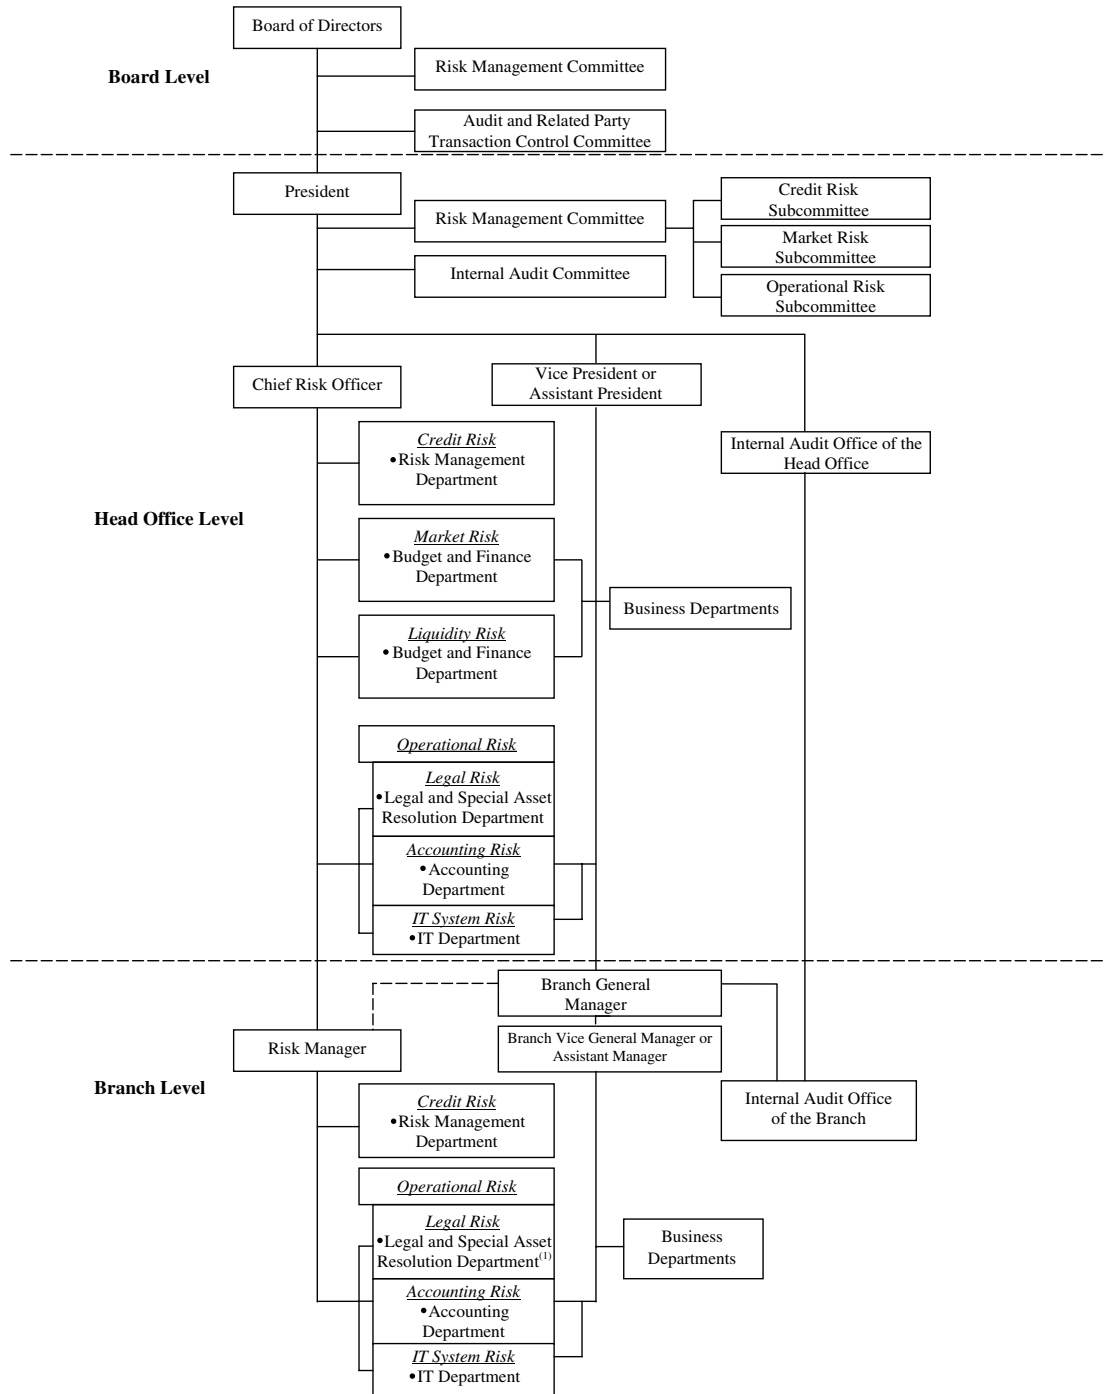 Board of Directors
Board Level
Risk Management Committee
Audit and Related Party
Transaction Control Committee
President
Risk Management Committee
Credit Risk
Subcommittee
Market Risk
Subcommittee
Internal Audit Committee
Operational Risk
Subcommittee
Chief Risk Officer
Vice President or
Assistant President
Internal Audit Office of the
Head Office
Head Office Level
Credit Risk
•Risk Management
Department
Market Risk
•Budget and Finance
Department
Business Departments
Liquidity Risk
•Budget and Finance
Department
Operational Risk
Legal Risk
•Legal and Special Asset
Resolution Department
Accounting Risk
•Accounting
Department
IT System Risk
•IT Department
Branch General
Manager
Risk Manager
Branch Vice General Manager or
Assistant Manager
Branch Level
Internal Audit Office
of the Branch
Credit Risk
•Risk Management
Department
Operational Risk
Legal Risk
•Legal and Special Asset
Resolution Department(1)
Business
Departments
Accounting Risk
•Accounting
Department
IT System Risk
•IT Department